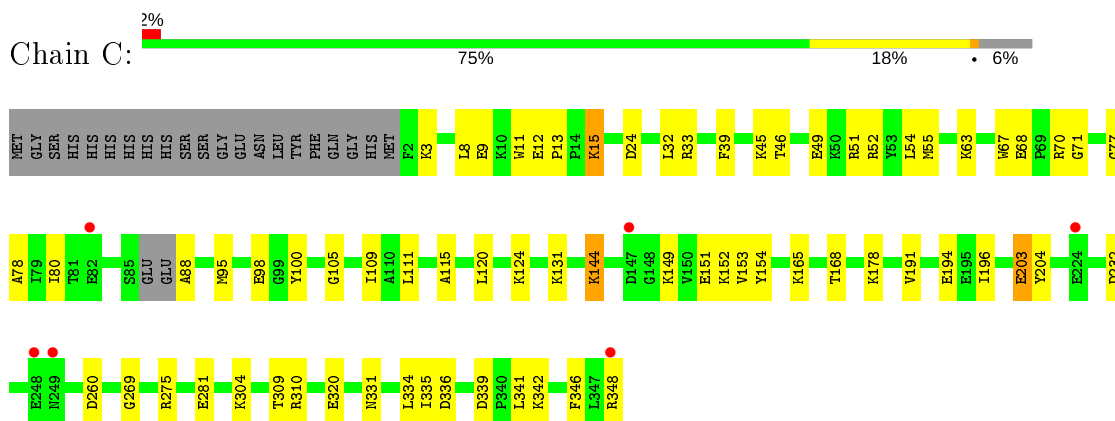 2%
Chain C:
75% 18% • 6%
MET GLY SER HIS HIS HIS HIS HIS HIS SER SER GLY GLU ASN LEU TYR PHE GLN GLY HIS MET F2 K3 L8 E9 K10 W11 E12 P13 P14 K15 D24 L32 R33 F39 K45 T46 E49 K50 R51 R52 Y53 L54 M55 K63 W67 E68 P69 R70 G71 G77
A78 I79 I80 T81 E82 S85 GLU GLU A88 M95 E98 G99 Y100 G105 I109 A110 L111 A115 L120 K124 K131 K144 D147 G148 K149 V150 E151 K152 V153 Y154 K165 T168 K178 V191 E194 E195 I196 E203 Y204 E224
E248 N249 D260 G269 R275 E281 K304 T309 R310 E320 N331 L334 I335 D336 D339 P340 L341 K342 F346 L347 R348